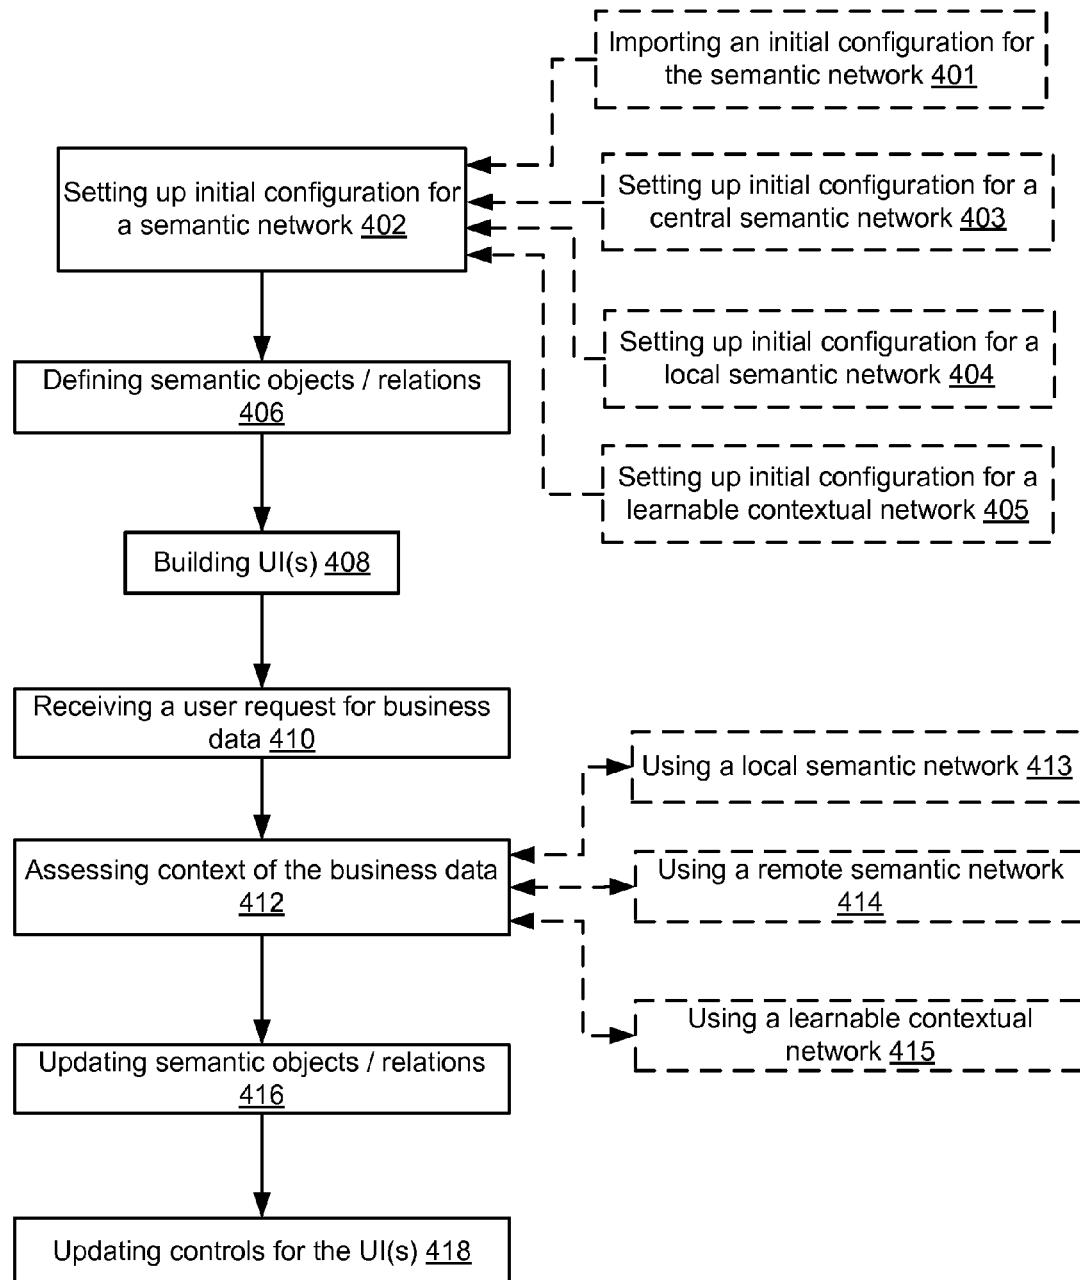 Importing an initial configuration for
the semantic network 401
Setting up initial configuration for
a semantic network 402
Setting up initial configuration for a
central semantic network 403
Setting up initial configuration for a
local semantic network 404
Defining semantic objects / relations
406
Setting up initial configuration for a
learnable contextual network 405
Building UI(s) 408
Receiving a user request for business
data 410
Using a local semantic network 413
Assessing context of the business data
412
Using a remote semantic network
414
Using a learnable contextual
network 415
Updating semantic objects / relations
416
Updating controls for the UI(s) 418